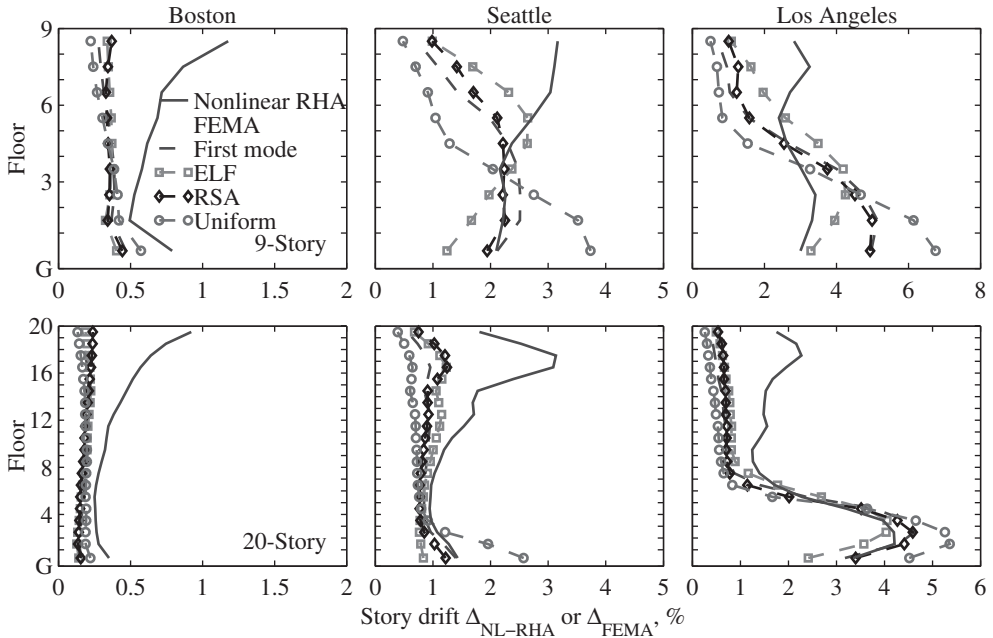 Boston Seattle Los Angeles
9
6
3
G
Floor
Nonlinear RHA
FEMA
First mode
ELF
RSA
Uniform
9-Story
0 0.5 1 1.5 2
0 1 2 3 4 5
0 2 4 6 8
20
16
12
8
4
G
Floor
20-Story
0 0.5 1 1.5 2
0 1 2 3 4 5
0 1 2 3 4 5 6
Story drift Δ_NL−RHA or Δ_FEMA, %